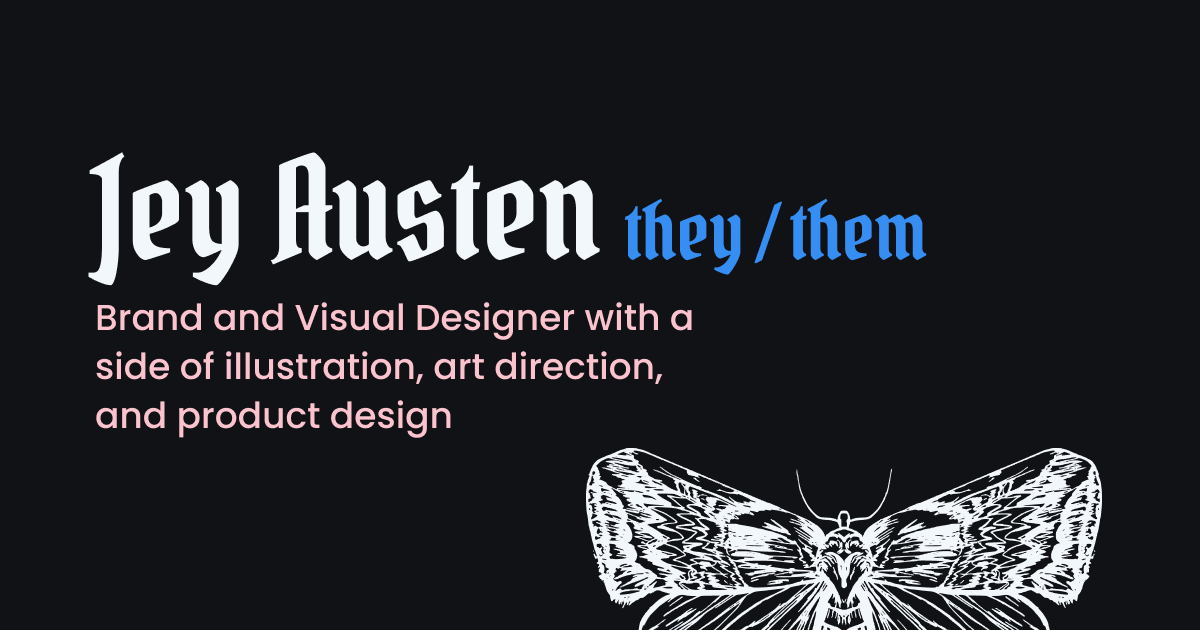 Jey Austen they / them
Brand and Visual Designer with a
side of illustration, art direction,
and product design